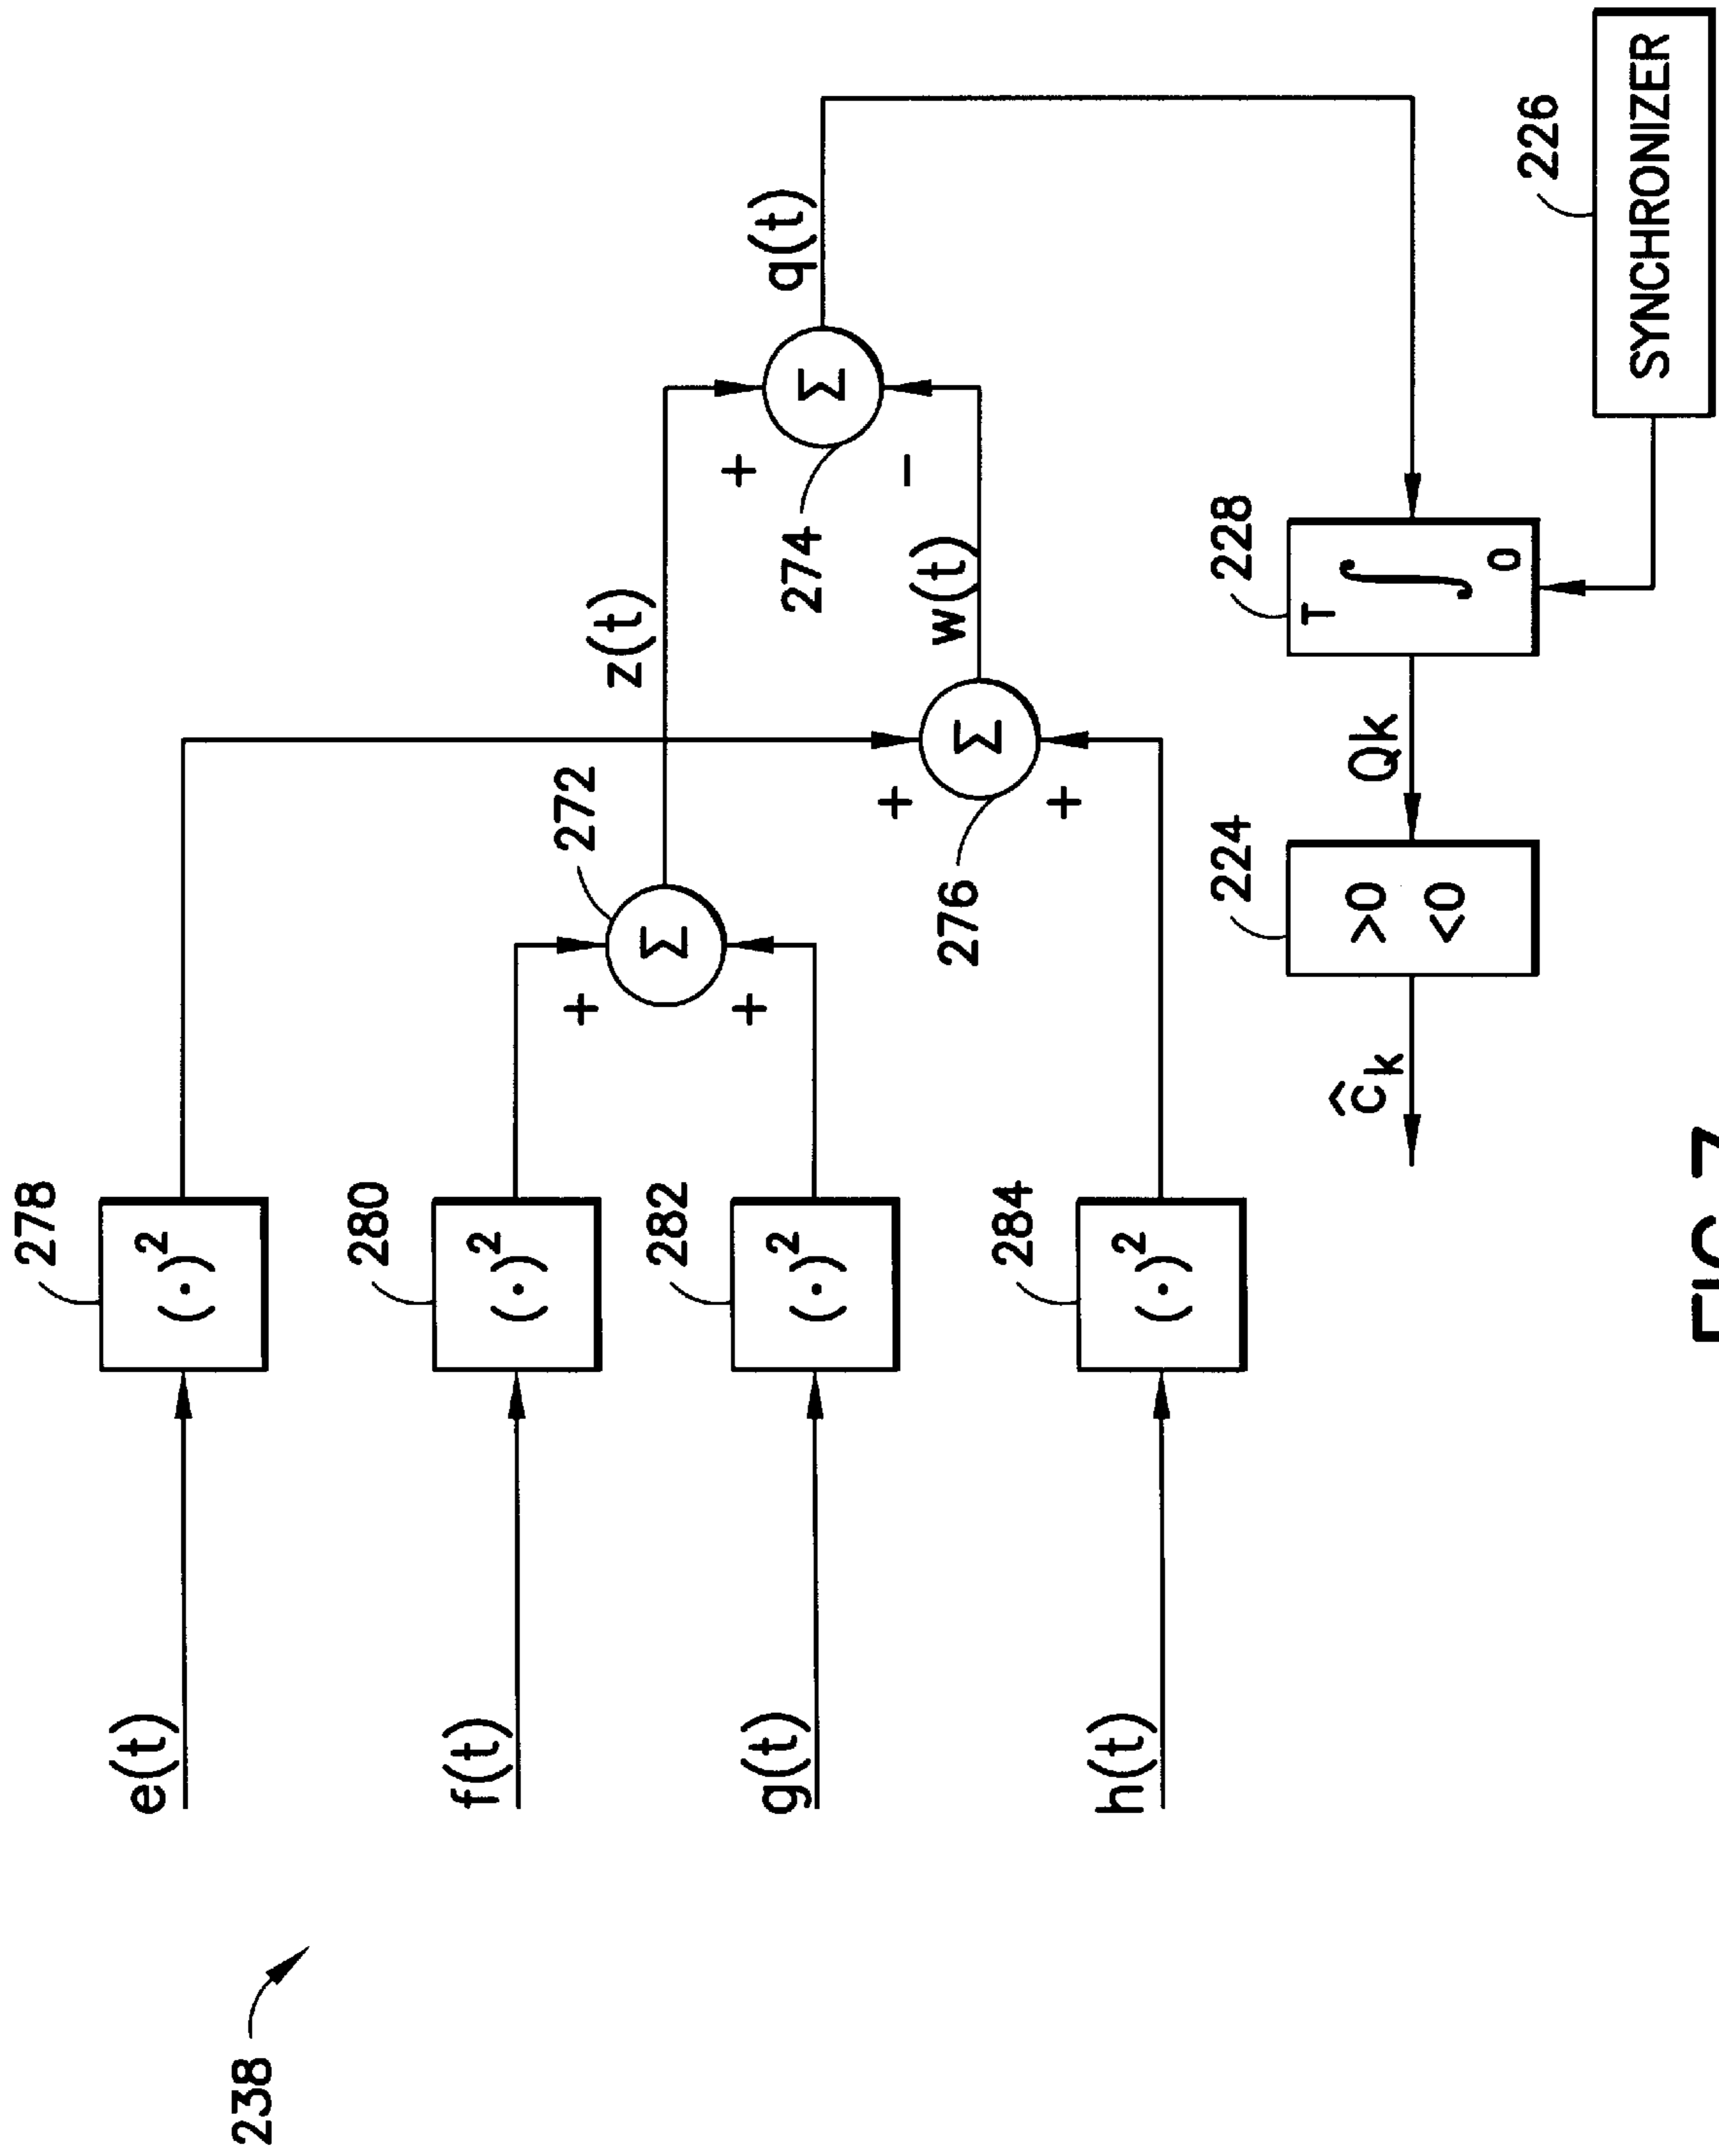 238
e(t)
278
(·)²
f(t)
280
(·)²
g(t)
282
(·)²
h(t)
284
(·)²
+
+
Σ
272
z(t)
+
+
Σ
276
w(t)
+
−
Σ
274
q(t)
228
T
∫
0
226
SYNCHRONIZER
Qk
224
>0
<0
ĉk